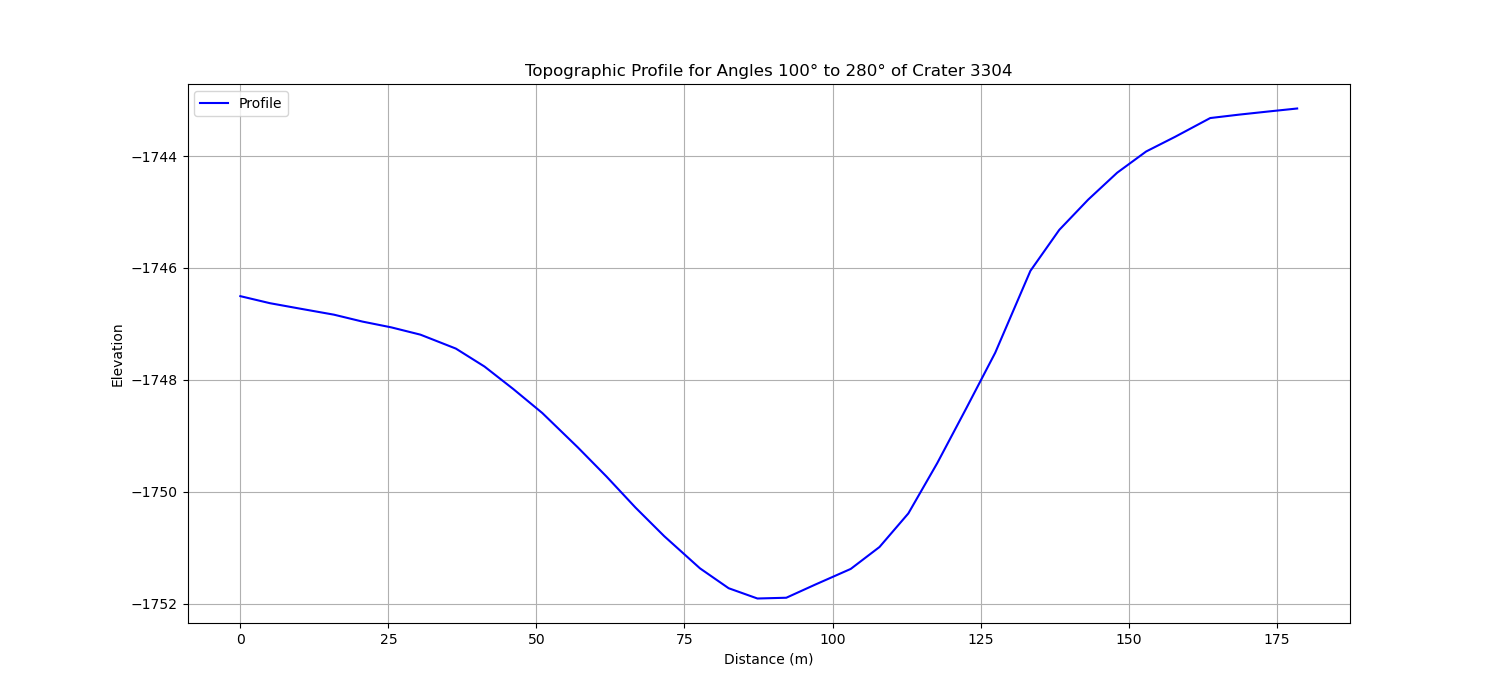 Topographic Profile for Angles 100° to 280° of Crater 3304
Profile
−1744
−1746
−1748
−1750
−1752
Elevation
0 25 50 75 100 125 150 175
Distance (m)